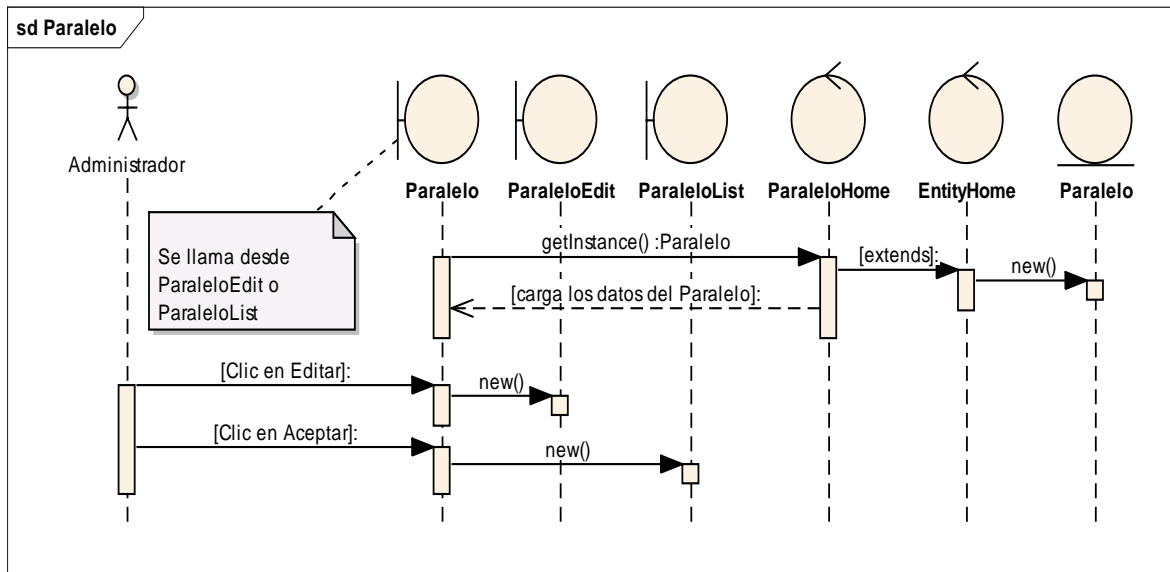 sd Paralelo
Administrador
Paralelo
ParaleloEdit
ParaleloList
ParaleloHome
EntityHome
Paralelo
Se llama desde
ParaleloEdit o
ParaleloList
getInstance() :Paralelo
[extends]:
new()
[carga los datos del Paralelo]:
[Clic en Editar]:
new()
[Clic en Aceptar]:
new()